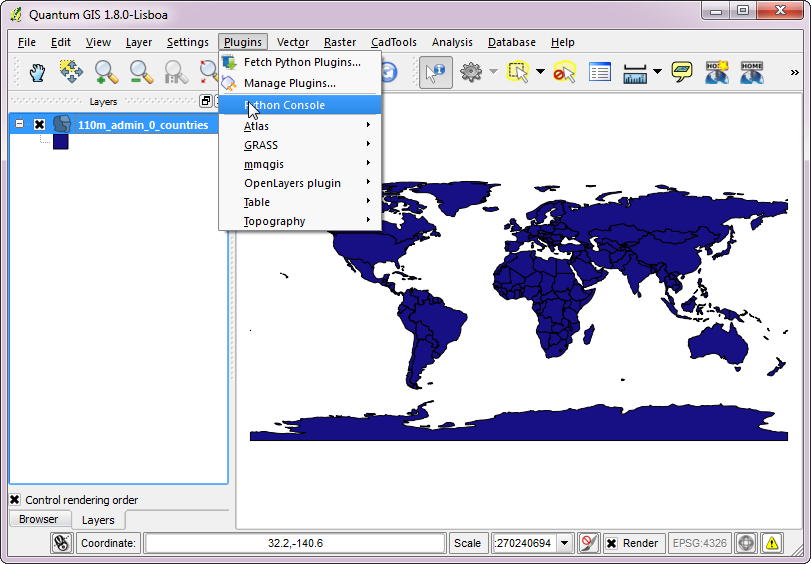 Quantum GIS 1.8.0-Lisboa
File Edit View Layer Settings Plugins Vector Raster CadTools Analysis Database Help
Fetch Python Plugins...
Manage Plugins...
Python Console
Atlas
GRASS
mmqgis
OpenLayers plugin
Table
Topography
HOME
HOME
Layers
110m_admin_0_countries
Control rendering order
Browser Layers
Coordinate: 32.2,-140.6 Scale :270240694 Render EPSG:4326